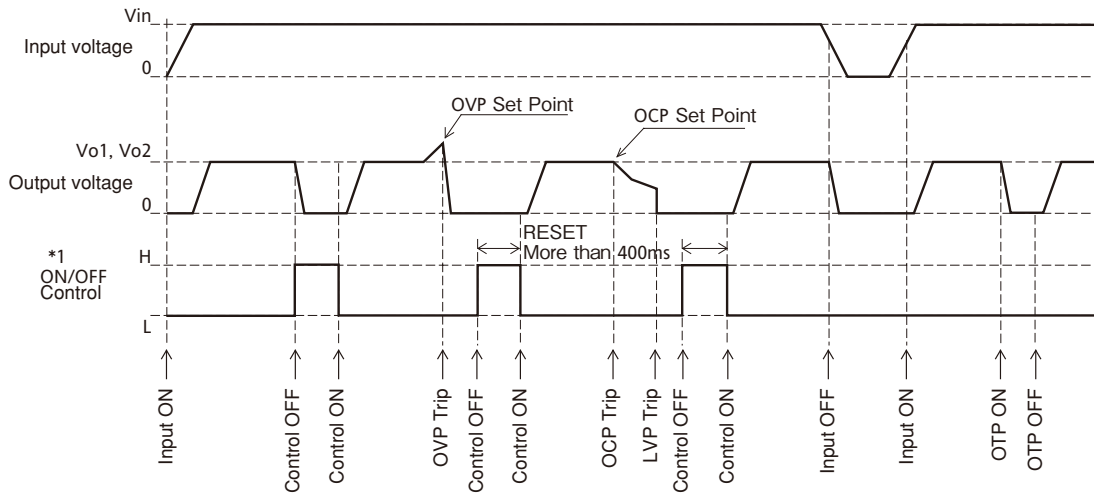 Vin
Input voltage
0
OVP Set Point
OCP Set Point
Vo1, Vo2
Output voltage
0
RESET
More than 400ms
*1
ON/OFF
Control
H
L
Input ON
Control OFF
Control ON
OVP Trip
Control OFF
Control ON
OCP Trip
LVP Trip
Control OFF
Control ON
Input OFF
Input ON
OTP ON
OTP OFF